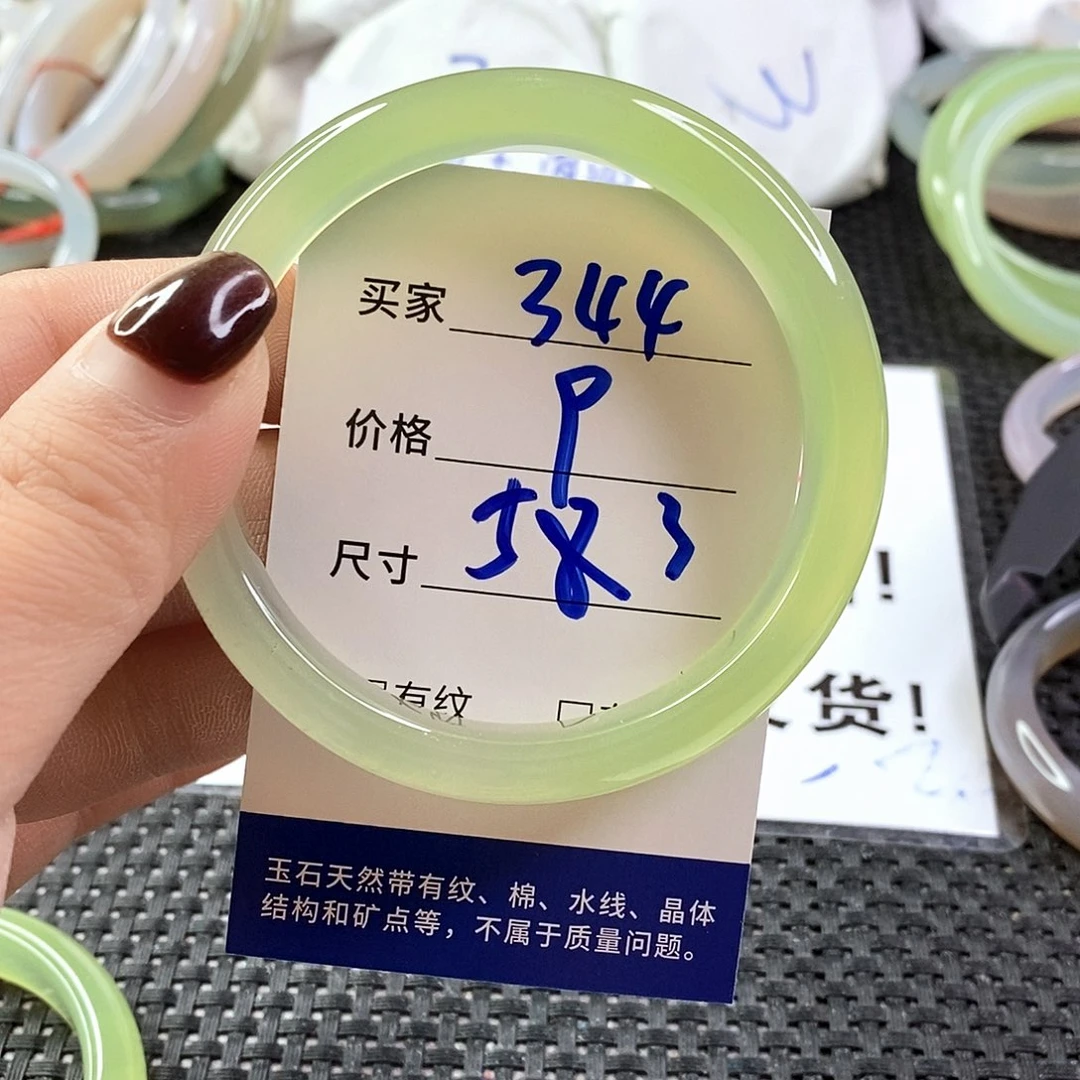 买家 344
价格 P
尺寸 58 3
有纹
货!
玉石天然带有纹、棉、水线、晶体
结构和矿点等，不属于质量问题。